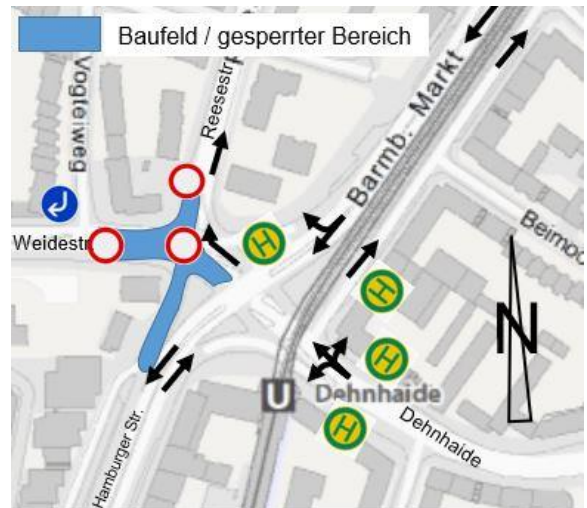 Baufeld / gesperrter Bereich
Vogteiweg
Reesestr
Barmb. Markt
Weidestr
H
Beimoo
H
N
H
U
Dehnhaide
H
Dehnhaide
Hamburger Str.